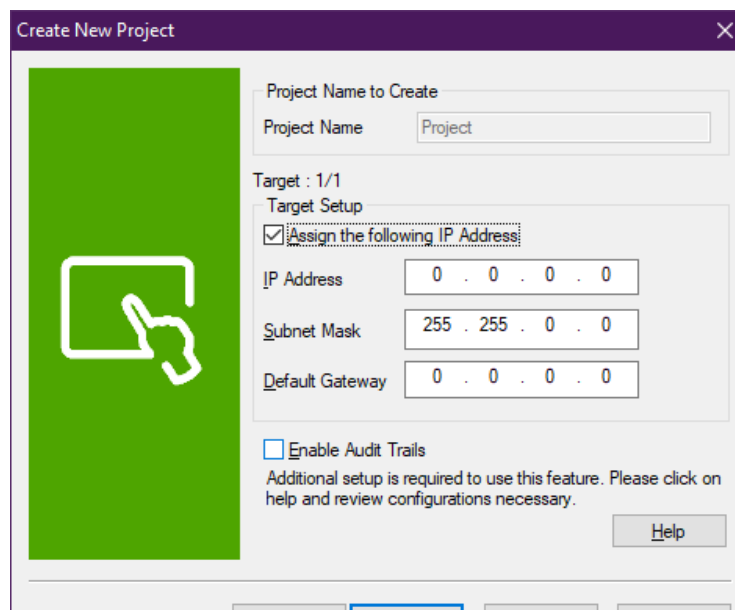 Create New Project
Project Name to Create
Project Name Project
Target : 1/1
Target Setup
Assign the following IP Address
IP Address 0 . 0 . 0 . 0
Subnet Mask 255 . 255 . 0 . 0
Default Gateway 0 . 0 . 0 . 0
Enable Audit Trails
Additional setup is required to use this feature. Please click on
help and review configurations necessary.
Help